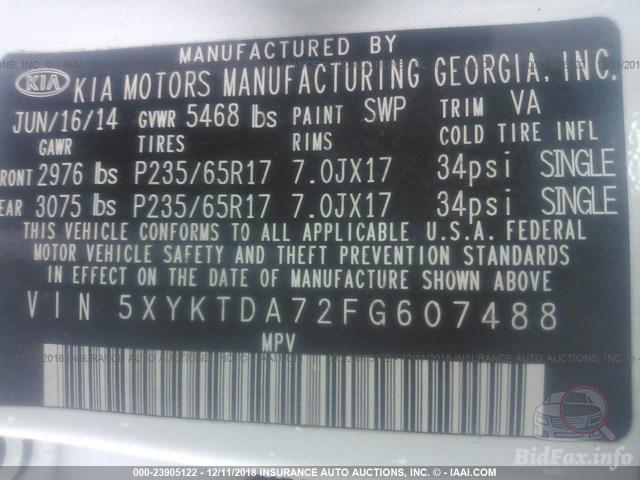 MANUFACTURED BY
KIA KIA MOTORS MANUFACTURING GEORGIA, INC.
JUN/16/14 GVWR 5468 lbs PAINT SWP TRIM VA
GAWR TIRES RIMS COLD TIRE INFL
RONT 2976 lbs P235/65R17 7.0JX17 34psi SINGLE
EAR 3075 lbs P235/65R17 7.0JX17 34psi SINGLE
THIS VEHICLE CONFORMS TO ALL APPLICABLE U.S.A. FEDERAL
MOTOR VEHICLE SAFETY AND THEFT PREVENTION STANDARDS
IN EFFECT ON THE DATE OF MANUFACTURE SHOWN ABOVE
VIN 5XYKTDA72FG607488
MPV
BidFax.info
000-23905122 - 12/11/2018 INSURANCE AUTO AUCTIONS, INC. - IAAI.COM